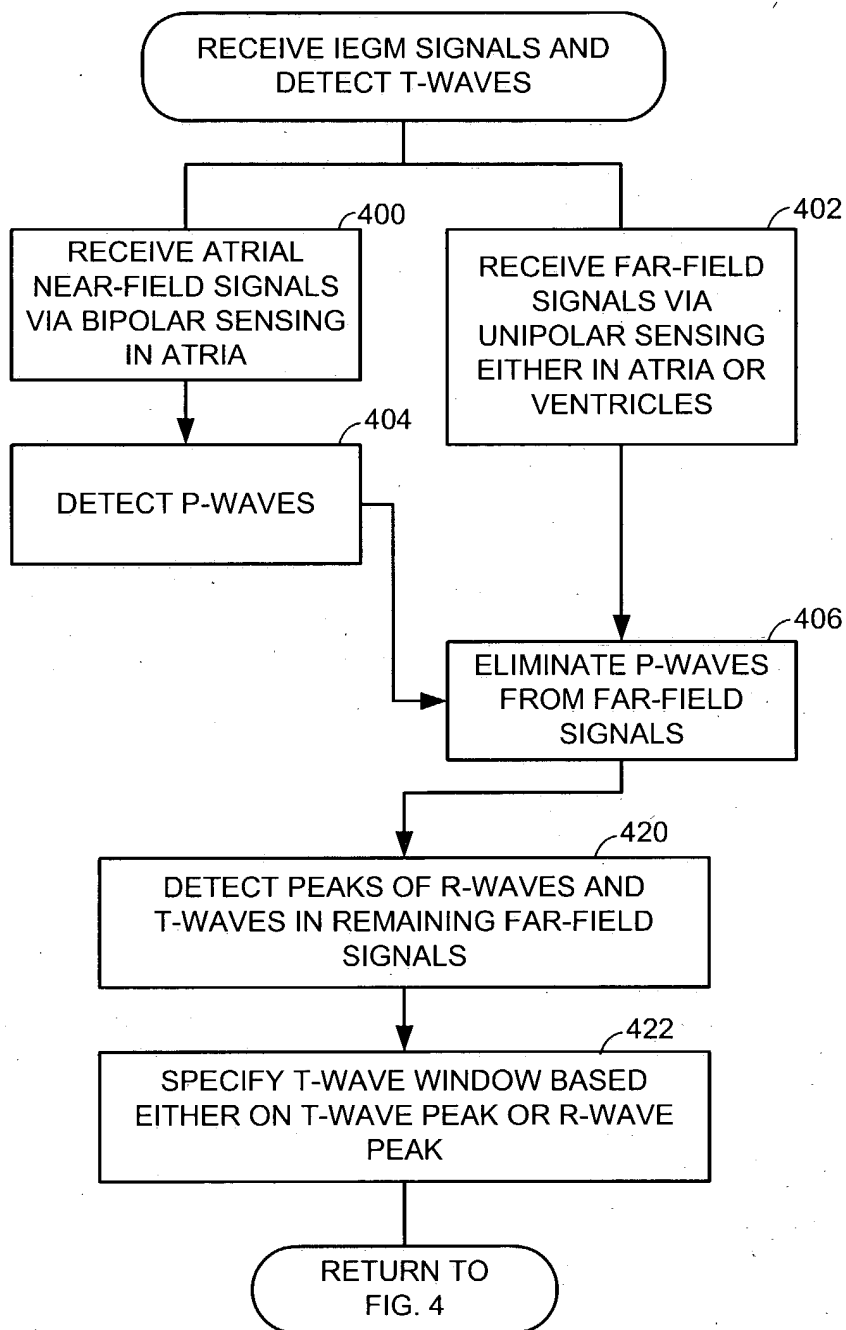 RECEIVE IEGM SIGNALS AND
DETECT T-WAVES
400
RECEIVE ATRIAL
NEAR-FIELD SIGNALS
VIA BIPOLAR SENSING
IN ATRIA
402
RECEIVE FAR-FIELD
SIGNALS VIA
UNIPOLAR SENSING
EITHER IN ATRIA OR
VENTRICLES
404
DETECT P-WAVES
406
ELIMINATE P-WAVES
FROM FAR-FIELD
SIGNALS
420
DETECT PEAKS OF R-WAVES AND
T-WAVES IN REMAINING FAR-FIELD
SIGNALS
422
SPECIFY T-WAVE WINDOW BASED
EITHER ON T-WAVE PEAK OR R-WAVE
PEAK
RETURN TO
FIG. 4